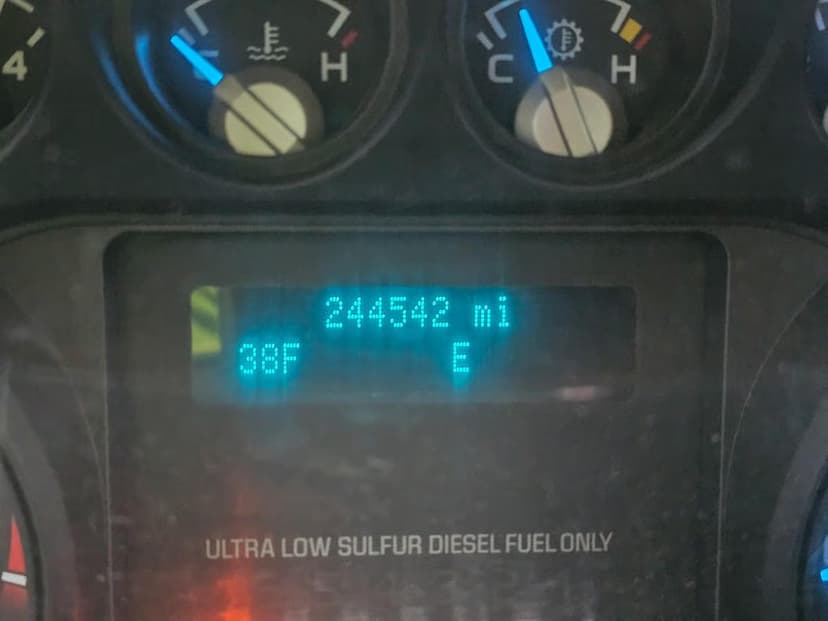 4
C H
C H
244542 mi
38F E
ULTRA LOW SULFUR DIESEL FUEL ONLY